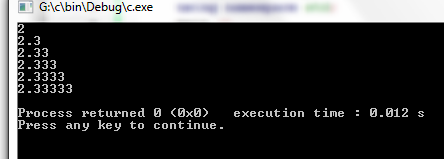 G:\c\bin\Debug\c.exe
2
2.3
2.33
2.333
2.3333
2.33333
Process returned 0 (0x0)   execution time : 0.012 s
Press any key to continue.